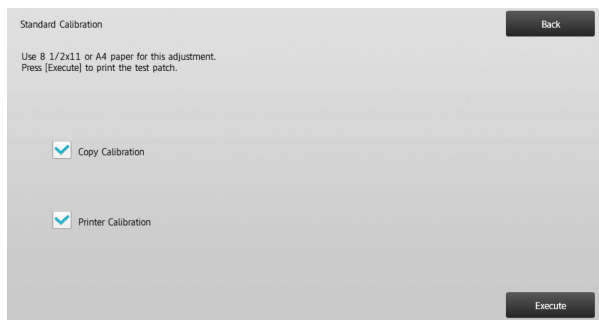 Standard Calibration
Back
Use 8 1/2x11 or A4 paper for this adjustment.
Press [Execute] to print the test patch.
Copy Calibration
Printer Calibration
Execute